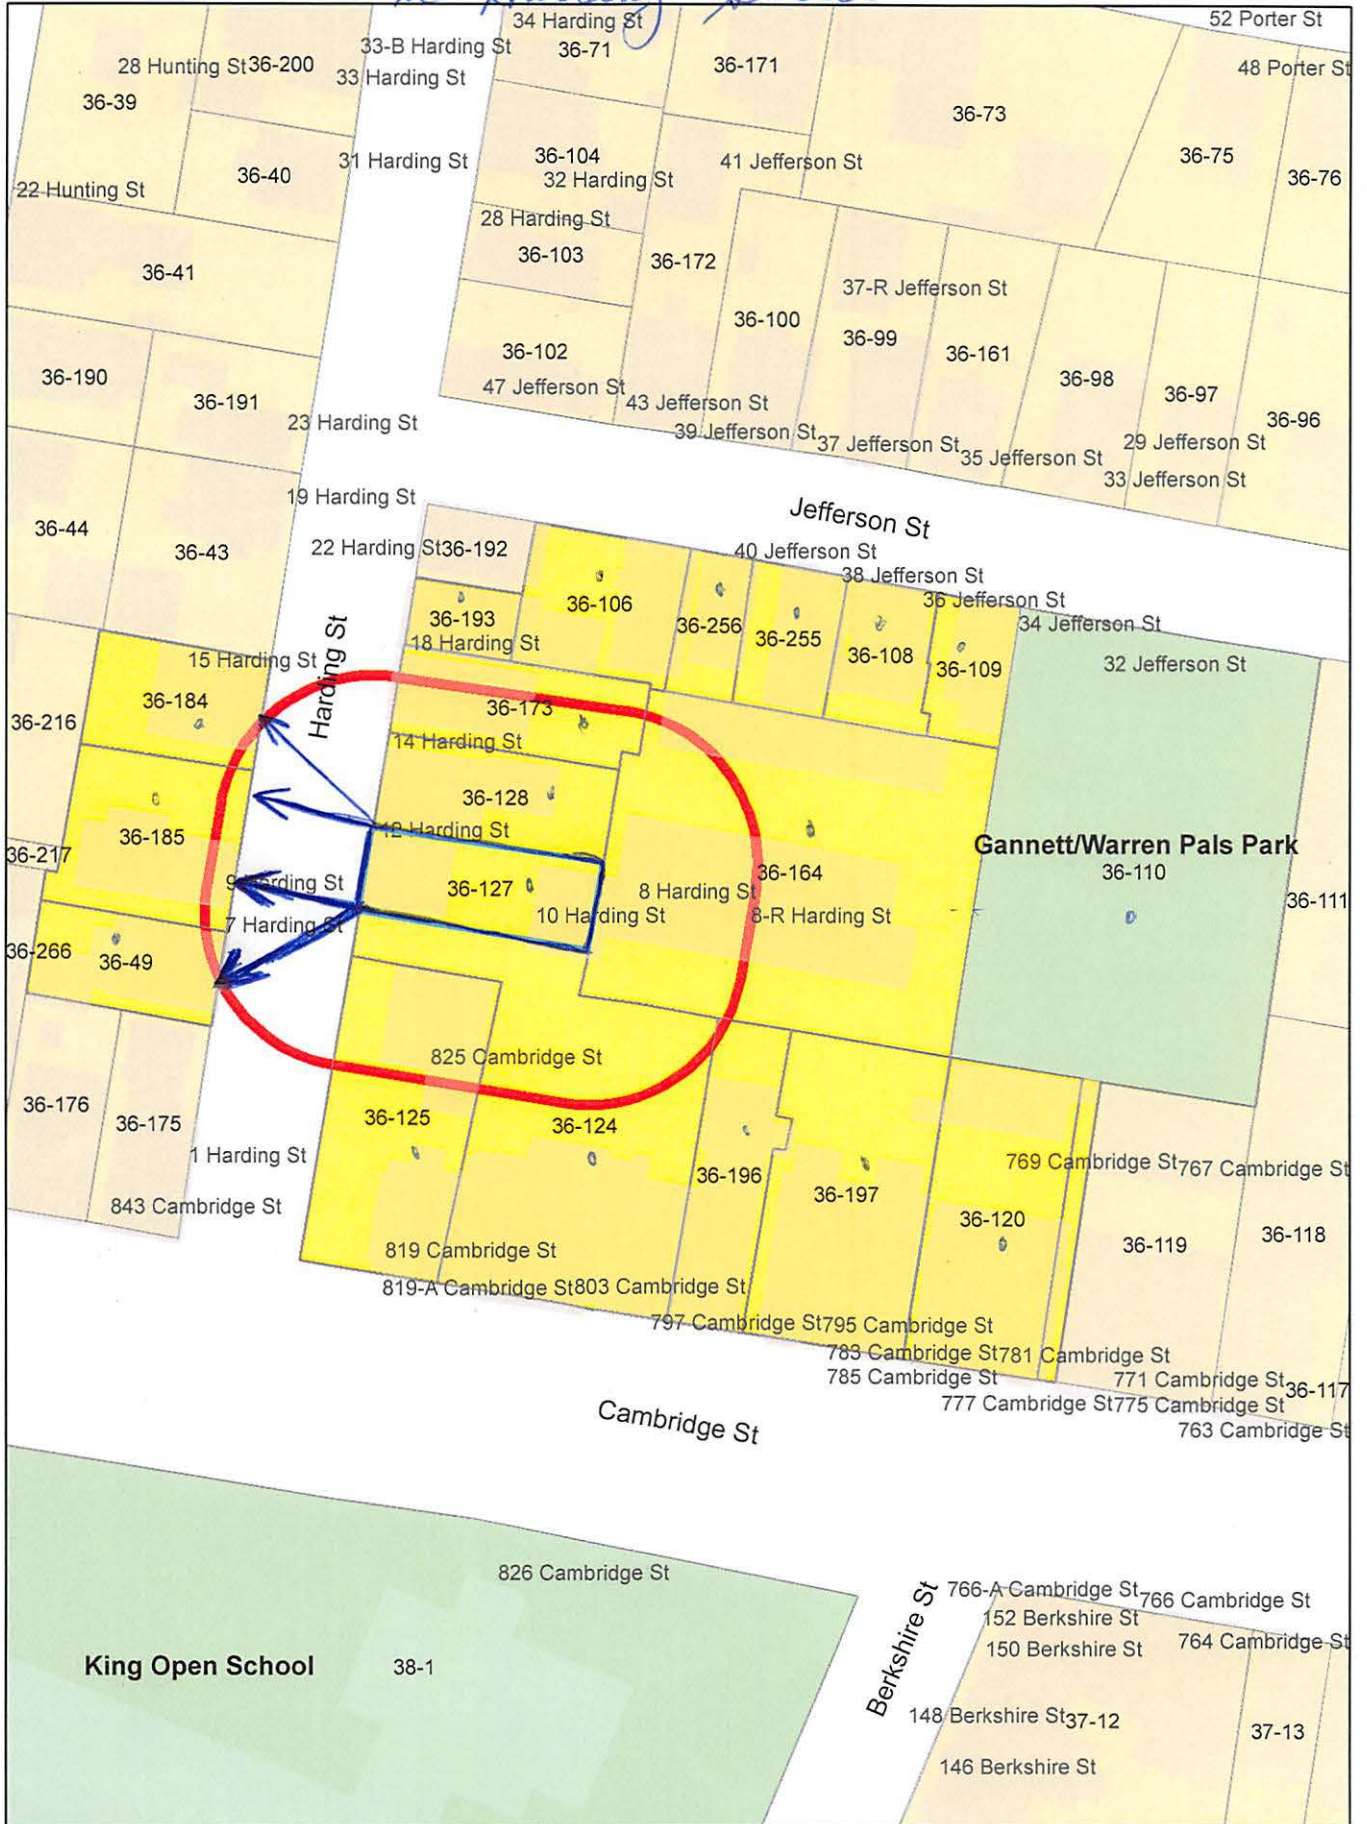 34 Harding St
52 Porter St
33-B Harding St
36-71
36-171
48 Porter St
28 Hunting St 36-200
33 Harding St
36-39
36-73
31 Harding St
36-104
41 Jefferson St
36-75
36-40
32 Harding St
36-76
22 Hunting St
28 Harding St
36-103
36-172
36-41
37-R Jefferson St
36-100
36-99
36-102
36-161
36-190
36-98
47 Jefferson St
36-97
36-191
43 Jefferson St
36-96
23 Harding St
39 Jefferson St
37 Jefferson St
29 Jefferson St
35 Jefferson St
33 Jefferson St
19 Harding St
Jefferson St
36-44
36-43
22 Harding St 36-192
40 Jefferson St
38 Jefferson St
36-106
36 Jefferson St
36-193
36-256
36-255
34 Jefferson St
18 Harding St
36-108
15 Harding St
36-109
32 Jefferson St
Harding St
36-184
36-173
36-216
14 Harding St
36-128
12 Harding St
36-185
Gannett/Warren Pals Park
36-217
36-164
36-110
9 Harding St
36-127
8 Harding St
36-111
10 Harding St
8-R Harding St
7 Harding St
36-266
36-49
825 Cambridge St
36-176
36-125
36-124
36-175
1 Harding St
36-196
769 Cambridge St 767 Cambridge St
36-197
843 Cambridge St
36-120
36-118
36-119
819 Cambridge St
819-A Cambridge St 803 Cambridge St
797 Cambridge St 795 Cambridge St
783 Cambridge St 781 Cambridge St
785 Cambridge St
771 Cambridge St
36-117
777 Cambridge St 775 Cambridge St
Cambridge St
763 Cambridge St
826 Cambridge St
766-A Cambridge St
766 Cambridge St
Berkshire St
152 Berkshire St
150 Berkshire St
764 Cambridge St
King Open School
38-1
148 Berkshire St 37-12
37-13
146 Berkshire St